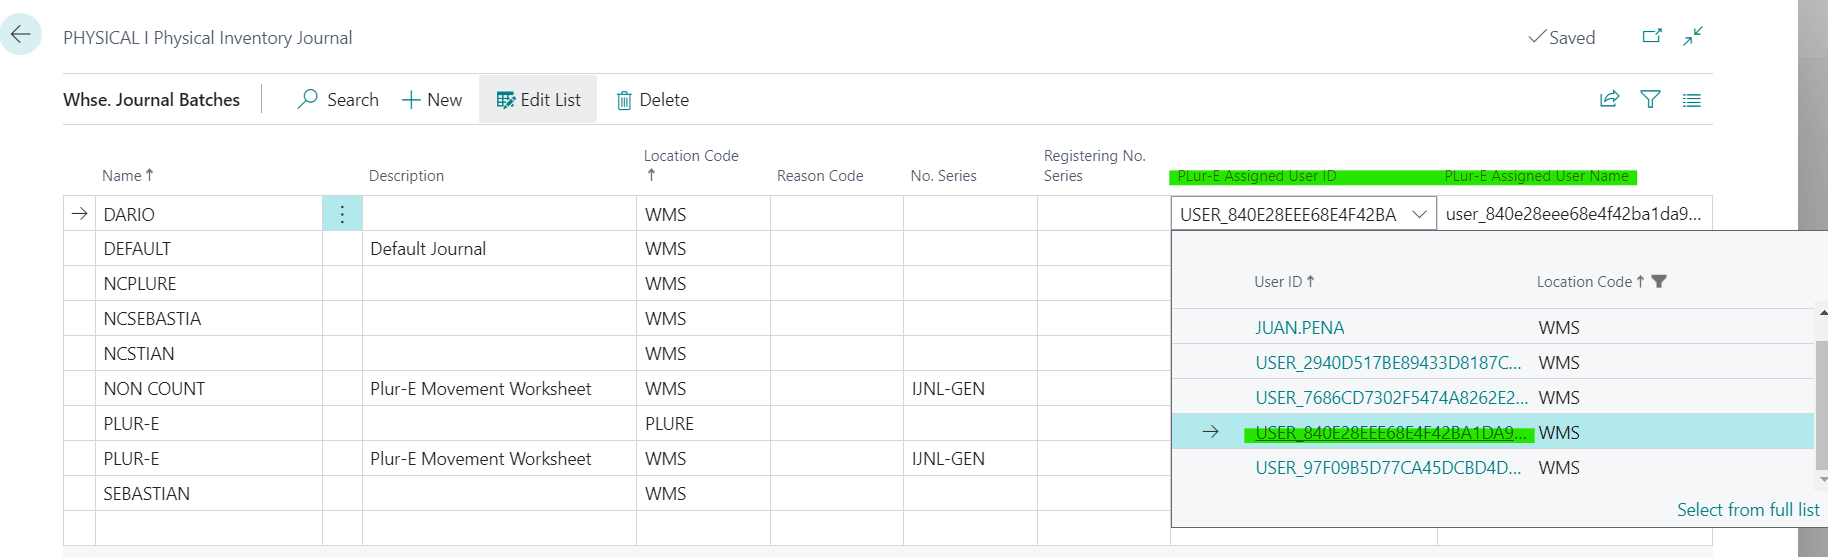 PHYSICAL I Physical Inventory Journal
Saved
Whse. Journal Batches
Search
New
Edit List
Delete
Name
Description
Location Code
Reason Code
No. Series
Registering No. Series
PLur-E Assigned User ID
PLur-E Assigned User Name
DARIO WMS USER_840E28EEE68E4F42BA user_840e28eee68e4f42ba1da9...
DEFAULT Default Journal WMS
NCPLURE WMS
NCSEBASTIA WMS
NCSTIAN WMS
NON COUNT Plur-E Movement Worksheet WMS IJNL-GEN
PLUR-E PLURE
PLUR-E Plur-E Movement Worksheet WMS IJNL-GEN
SEBASTIAN WMS
User ID Location Code
JUAN.PENA WMS
USER_2940D517BE89433D8187C... WMS
USER_7686CD7302F5474A8262E2... WMS
USER_840E28EEE68E4F42BA1DA9... WMS
USER_97F09B5D77CA45DCBD4D... WMS
Select from full list